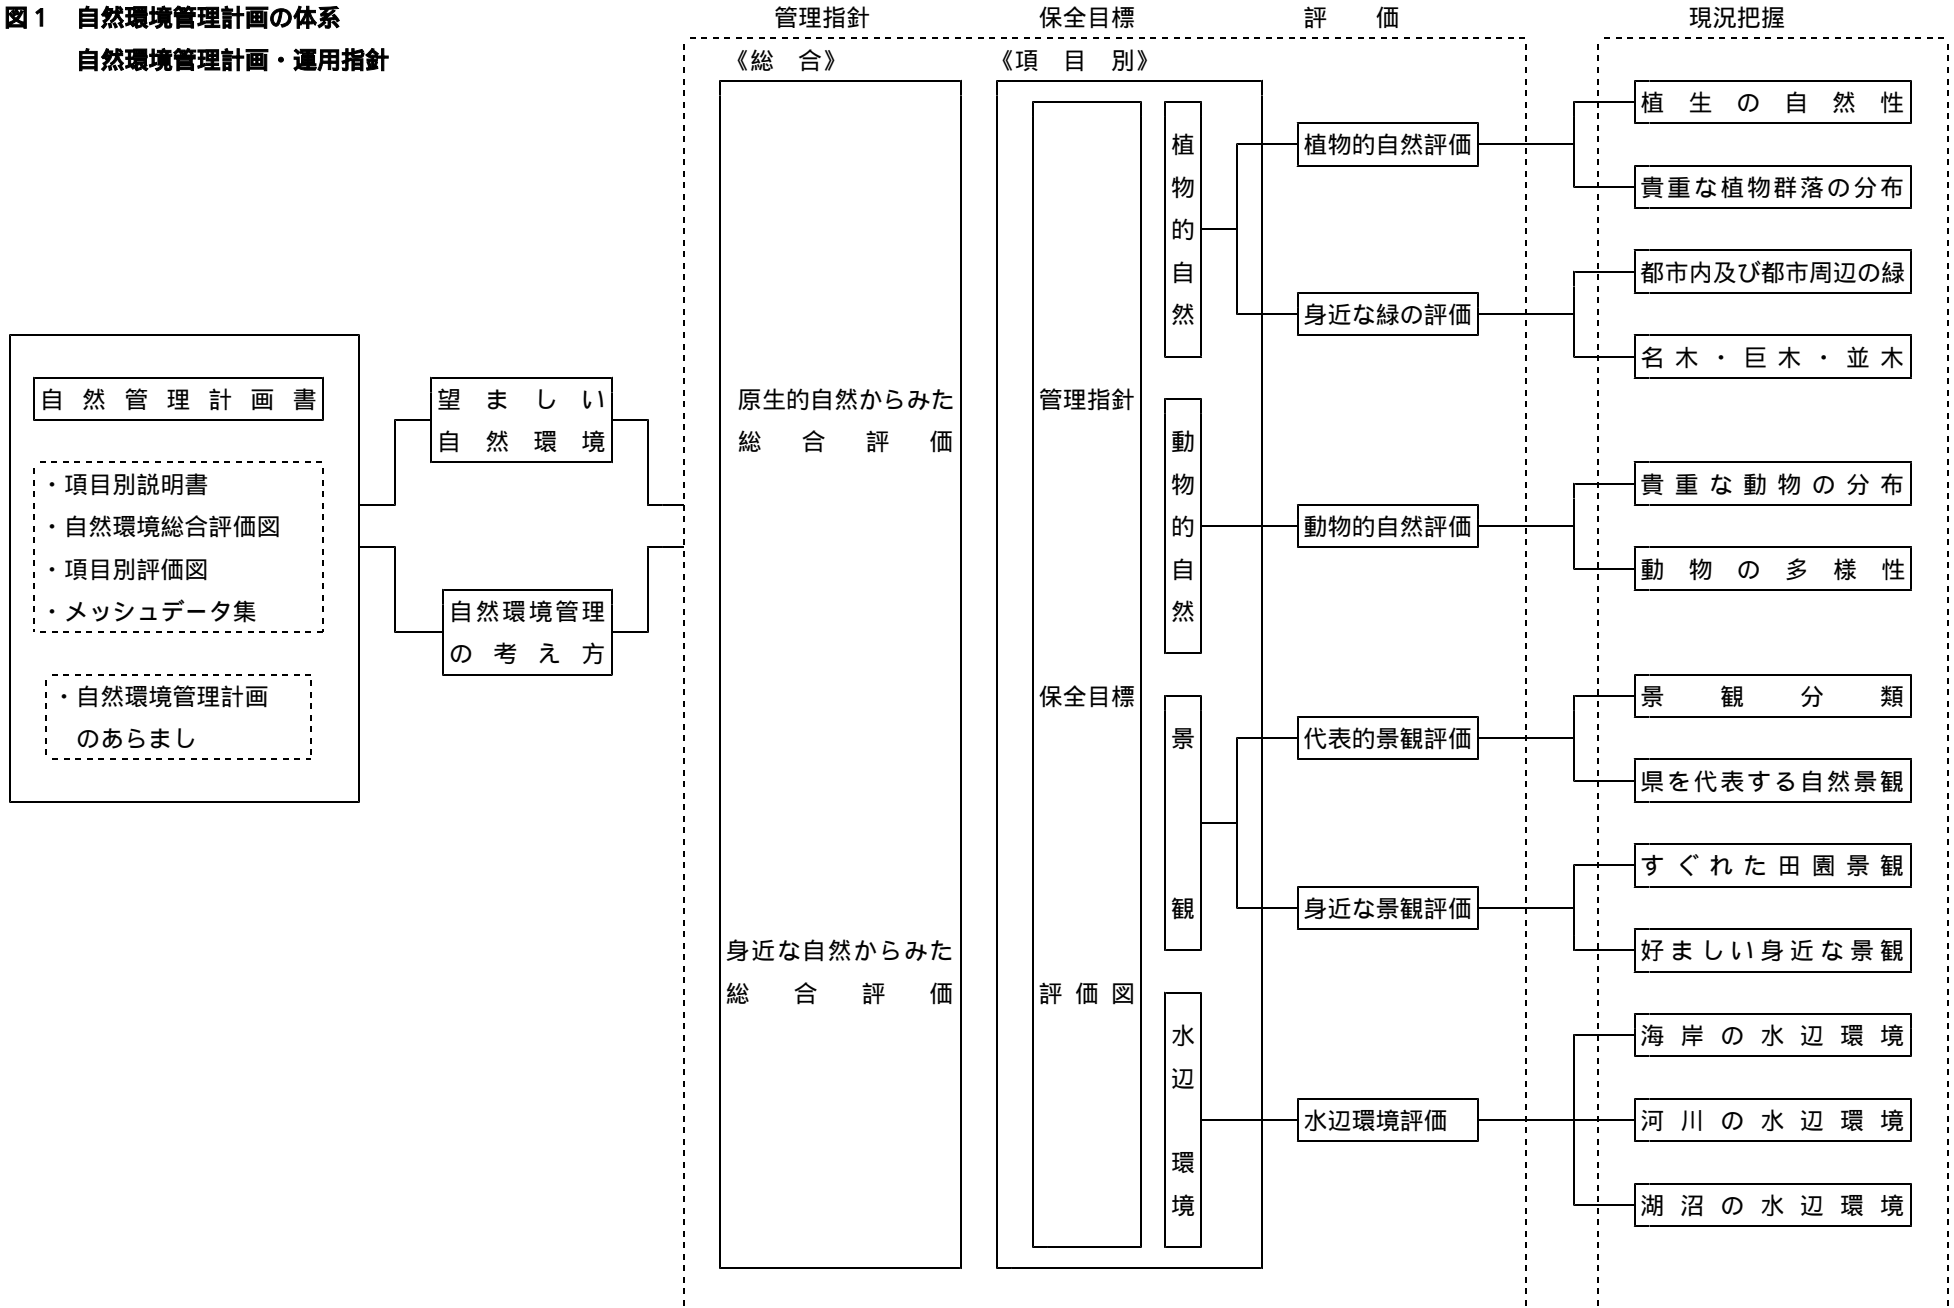 図1 自然環境管理計画の体系
自然環境管理計画・運用指針
管理指針 保全目標 評 価 現況把握
《総 合》 《項 目 別》
自然管理計画書
・項目別説明書
・自然環境総合評価図
・項目別評価図
・メッシュデータ集
・自然環境管理計画
のあらまし
望ましい
自然環境
自然環境管理
の考え方
原生的自然からみた
総合評価
身近な自然からみた
総合評価
管理指針
保全目標
評価図
植物的自然
動物的自然
景観
水辺環境
植物的自然評価
身近な緑の評価
動物的自然評価
代表的景観評価
身近な景観評価
水辺環境評価
植生の自然性
貴重な植物群落の分布
都市内及び都市周辺の緑
名木・巨木・並木
貴重な動物の分布
動物の多様性
景観分類
県を代表する自然景観
すぐれた田園景観
好ましい身近な景観
海岸の水辺環境
河川の水辺環境
湖沼の水辺環境